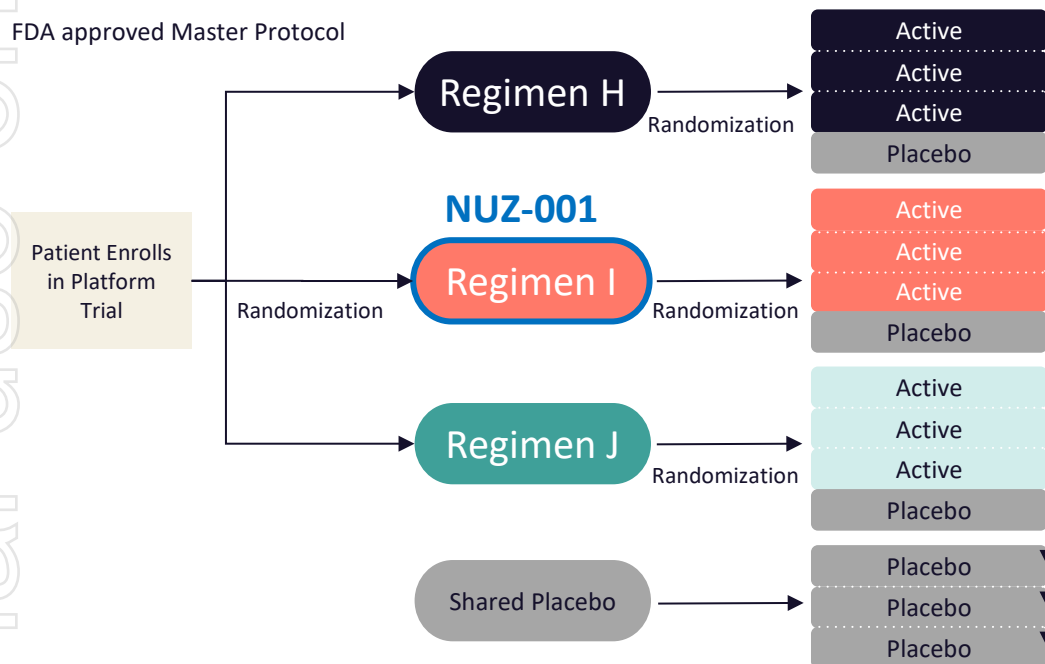 FDA approved Master Protocol
Patient Enrolls
in Platform
Trial
Randomization
Regimen H
Randomization
Active
Active
Active
Placebo
NUZ-001
Regimen I
Randomization
Active
Active
Active
Placebo
Regimen J
Randomization
Active
Active
Active
Placebo
Shared Placebo
Placebo
Placebo
Placebo